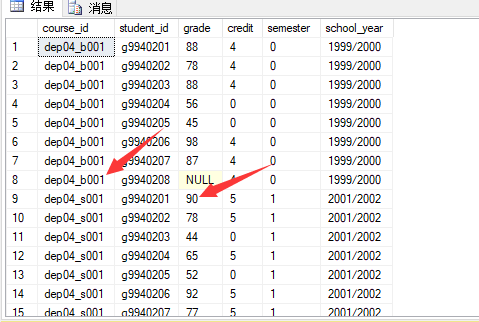 结果 消息
course_id student_id grade credit semester school_year
1 dep04_b001 g9940201 88 4 0 1999/2000
2 dep04_b001 g9940202 78 4 0 1999/2000
3 dep04_b001 g9940203 88 4 0 1999/2000
4 dep04_b001 g9940204 56 0 0 1999/2000
5 dep04_b001 g9940205 45 0 0 1999/2000
6 dep04_b001 g9940206 98 4 0 1999/2000
7 dep04_b001 g9940207 87 4 0 1999/2000
8 dep04_b001 g9940208 NULL 4 0 1999/2000
9 dep04_s001 g9940201 90 5 1 2001/2002
10 dep04_s001 g9940202 78 5 1 2001/2002
11 dep04_s001 g9940203 44 0 1 2001/2002
12 dep04_s001 g9940204 65 5 1 2001/2002
13 dep04_s001 g9940205 52 0 1 2001/2002
14 dep04_s001 g9940206 92 5 1 2001/2002
15 dep04_s001 g9940207 77 5 1 2001/2002